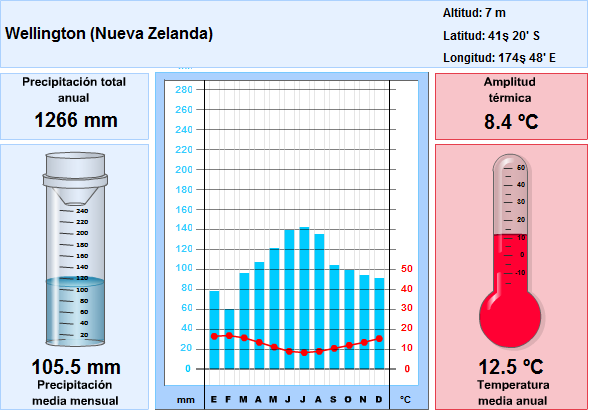 Wellington (Nueva Zelanda)
Altitud: 7 m
Latitud: 41ş 20' S
Longitud: 174ş 48' E
Precipitación total
anual
1266 mm
240
220
200
180
160
140
120
100
80
60
40
20
105.5 mm
Precipitación
media mensual
280
260
240
220
200
180
160
140
120
100
80
60
40
20
0
50
40
30
20
10
0
mm E F M A M J J A S O N D °C
Amplitud
térmica
8.4 ºC
50
40
30
20
10
0
-10
12.5 ºC
Temperatura
media anual